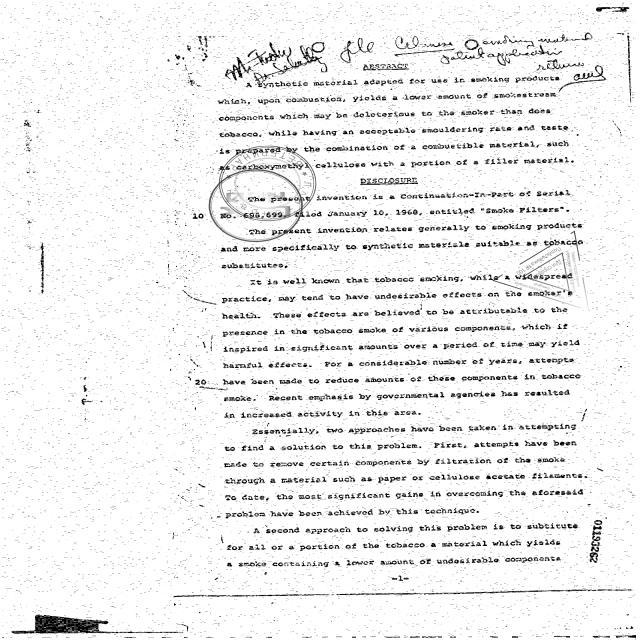 file Celanese smoking material
patent application
return
ABSTRACT
A synthetic material adapted for use in smoking products
which, upon combustion, yields a lower amount of smokestream
components which may be deleterious to the smoker than does
tobacco, while having an acceptable smouldering rate and taste
is prepared by the combination of a combustible material, such
as carboxymethyl cellulose with a portion of a filler material.
DISCLOSURE
The present invention is a Continuation-In-Part of Serial
10 No. 696,699, filed January 10, 1968, entitled "Smoke Filters".
The present invention relates generally to smoking products
and more specifically to synthetic materials suitable as tobacco
substitutes.
It is well known that tobacco smoking, while a widespread
practice, may tend to have undesirable effects on the smoker's
health. These effects are believed to be attributable to the
presence in the tobacco smoke of various components, which if
inspired in significant amounts over a period of time may yield
harmful effects. For a considerable number of years, attempts
20 have been made to reduce amounts of these components in tobacco
smoke. Recent emphasis by governmental agencies has resulted
in increased activity in this area.
Essentially, two approaches have been taken in attempting
to find a solution to this problem. First, attempts have been
made to remove certain components by filtration of the smoke
through a material such as paper or cellulose acetate filaments.
To date, the most significant gains in overcoming the aforesaid
problem have been achieved by this technique.
A second approach to solving this problem is to subtitute
for all or a portion of the tobacco a material which yields
a smoke containing a lower amount of undesirable components
-1-
01193262